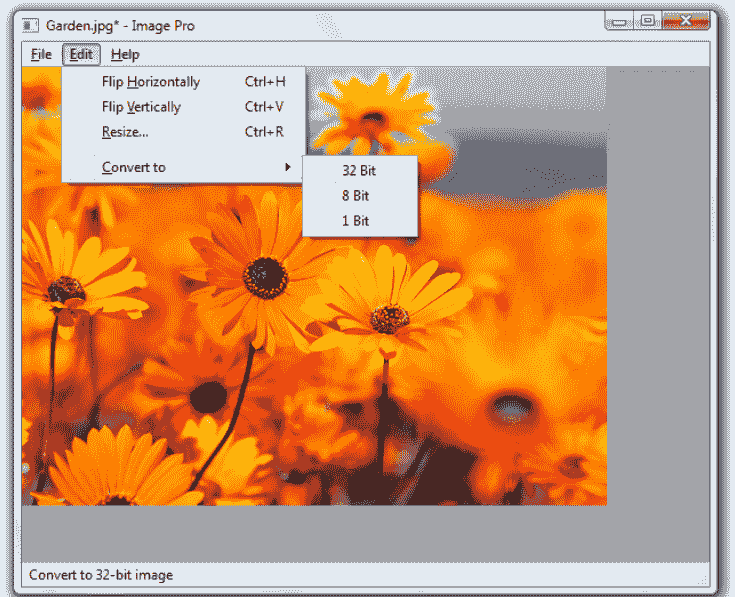 Garden.jpg* - Image Pro
File Edit Help
Flip Horizontally Ctrl+H
Flip Vertically Ctrl+V
Resize... Ctrl+R
Convert to
32 Bit
8 Bit
1 Bit
Convert to 32-bit image